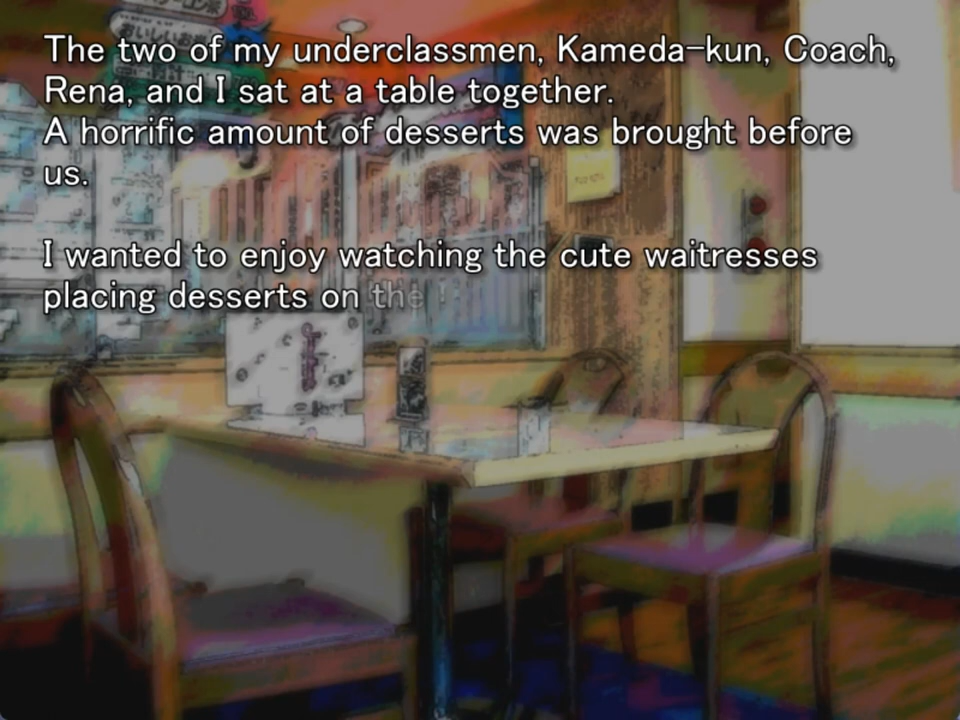 The two of my underclassmen, Kameda-kun, Coach,
Rena, and I sat at a table together.
A horrific amount of desserts was brought before
us.
I wanted to enjoy watching the cute waitresses
placing desserts on the